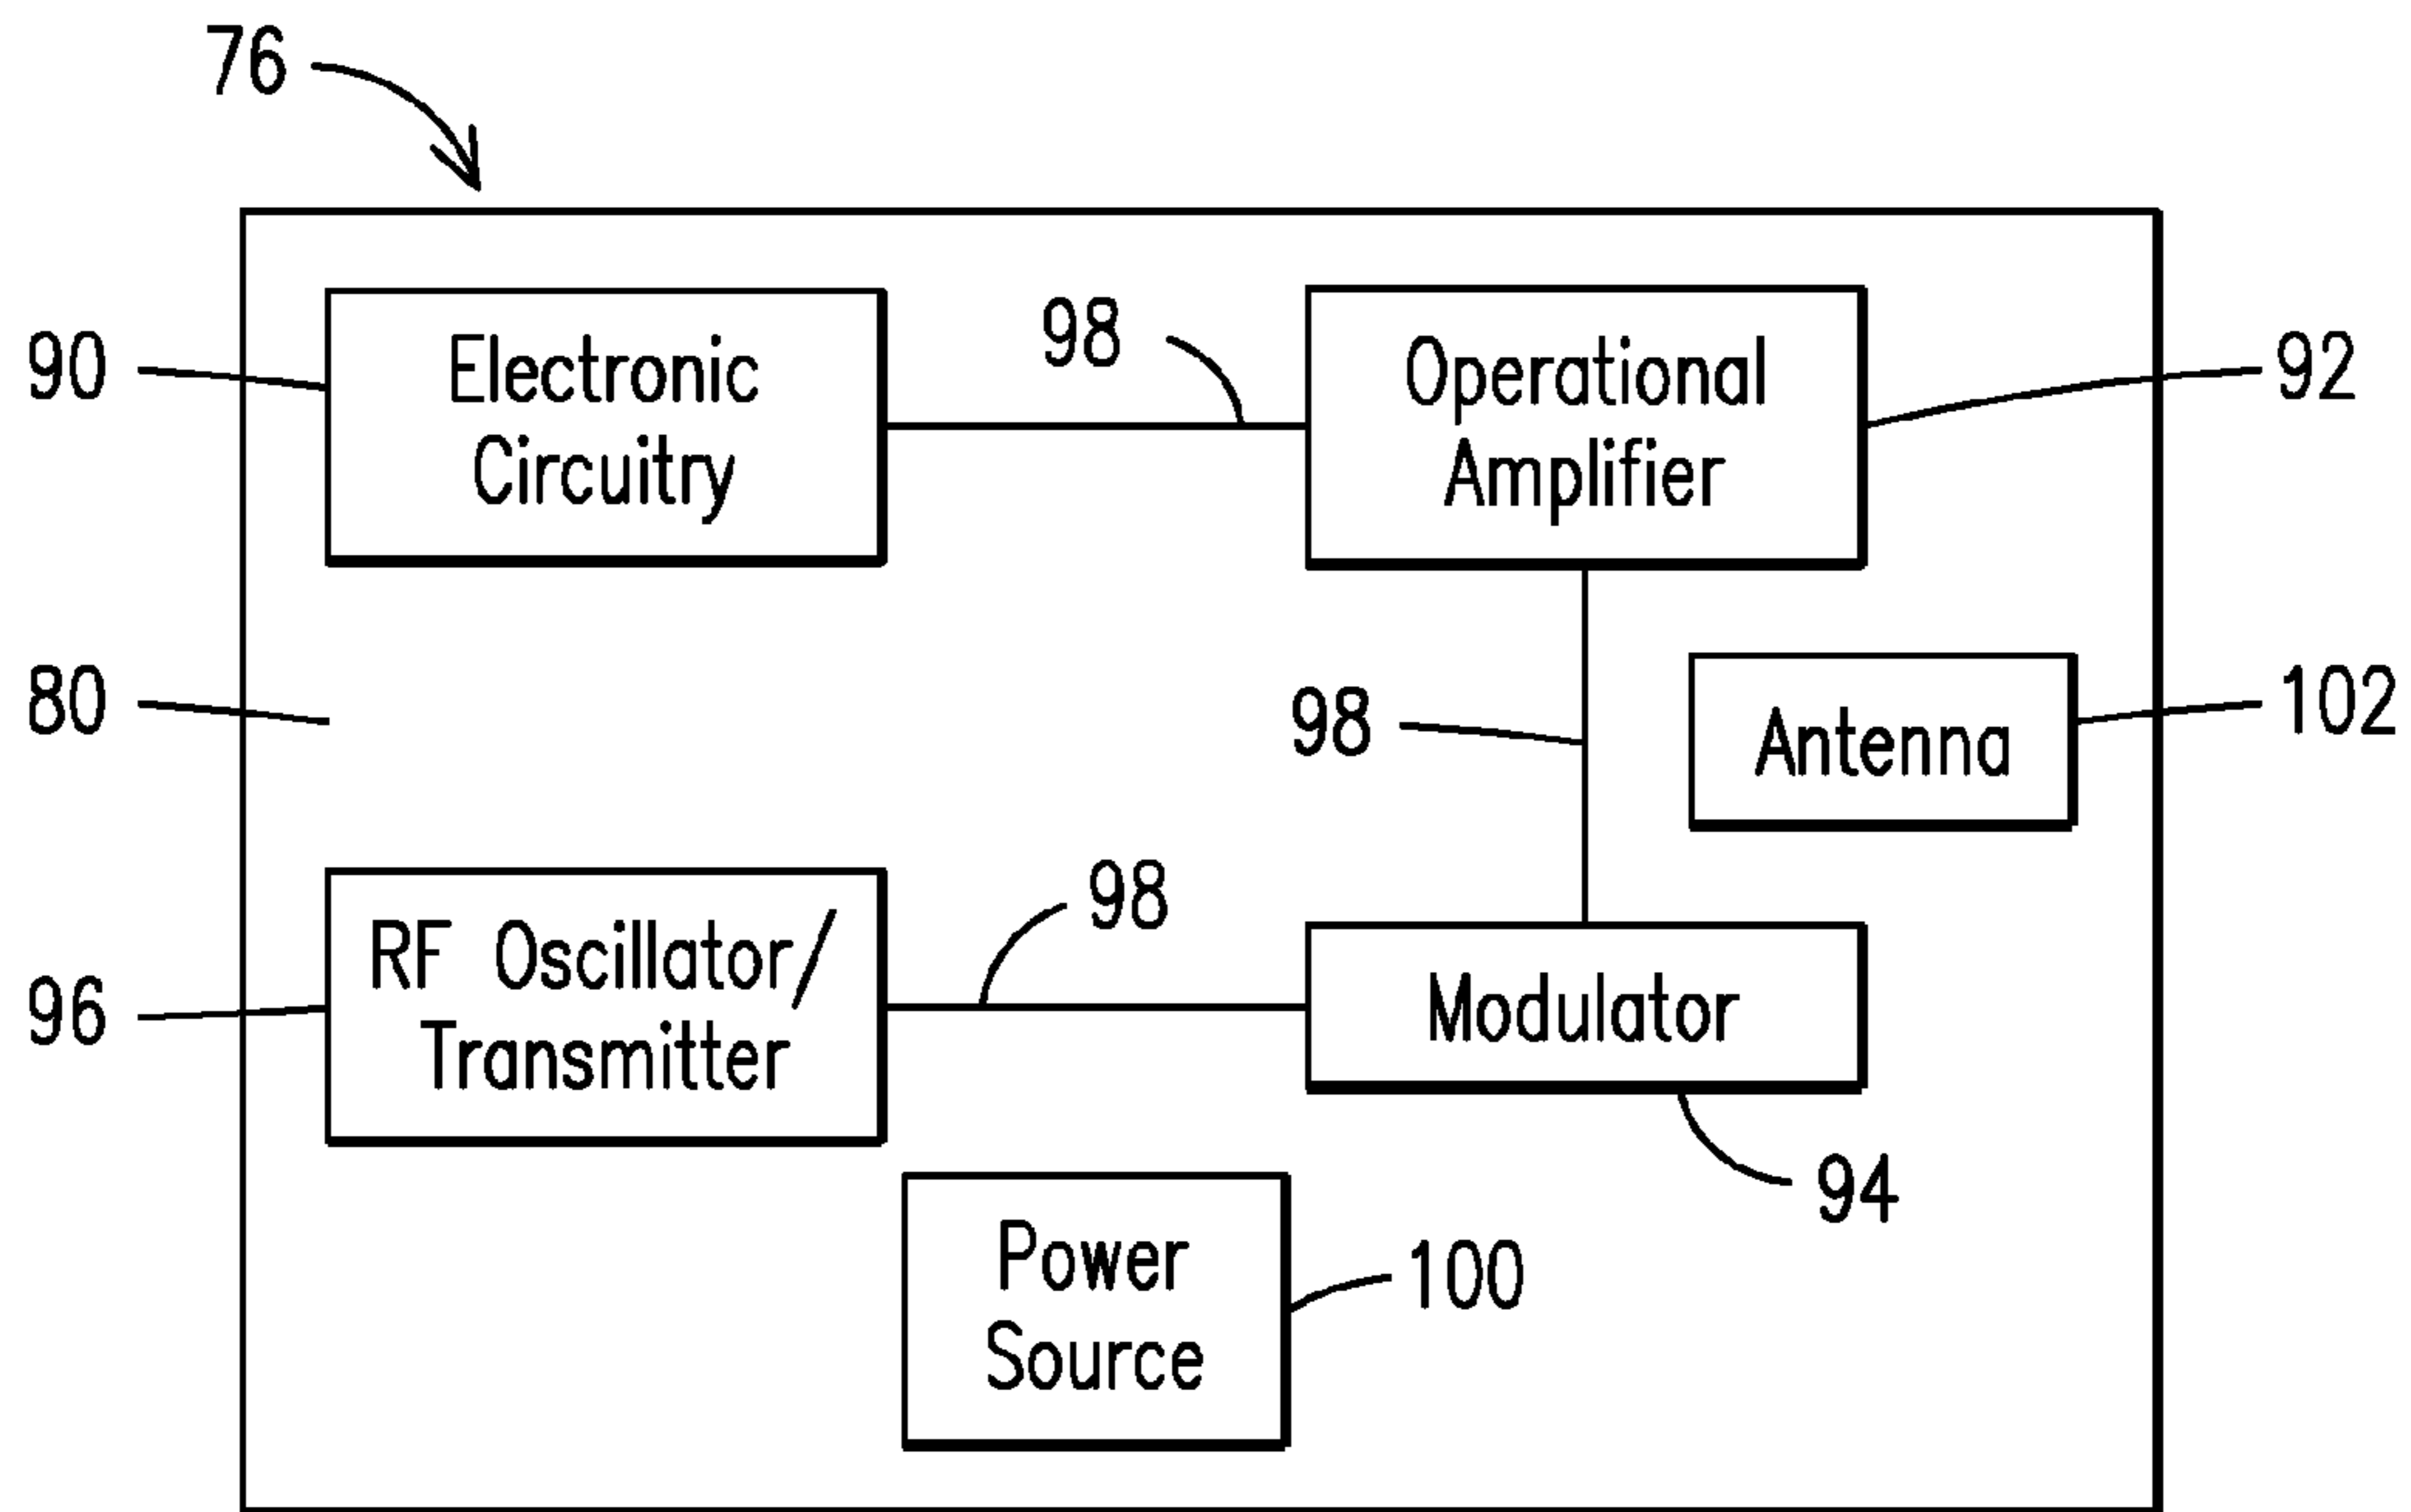 76
90
Electronic
Circuitry
98
Operational
Amplifier
92
80
98
Antenna
102
96
RF Oscillator/
Transmitter
98
Modulator
94
Power
Source
100